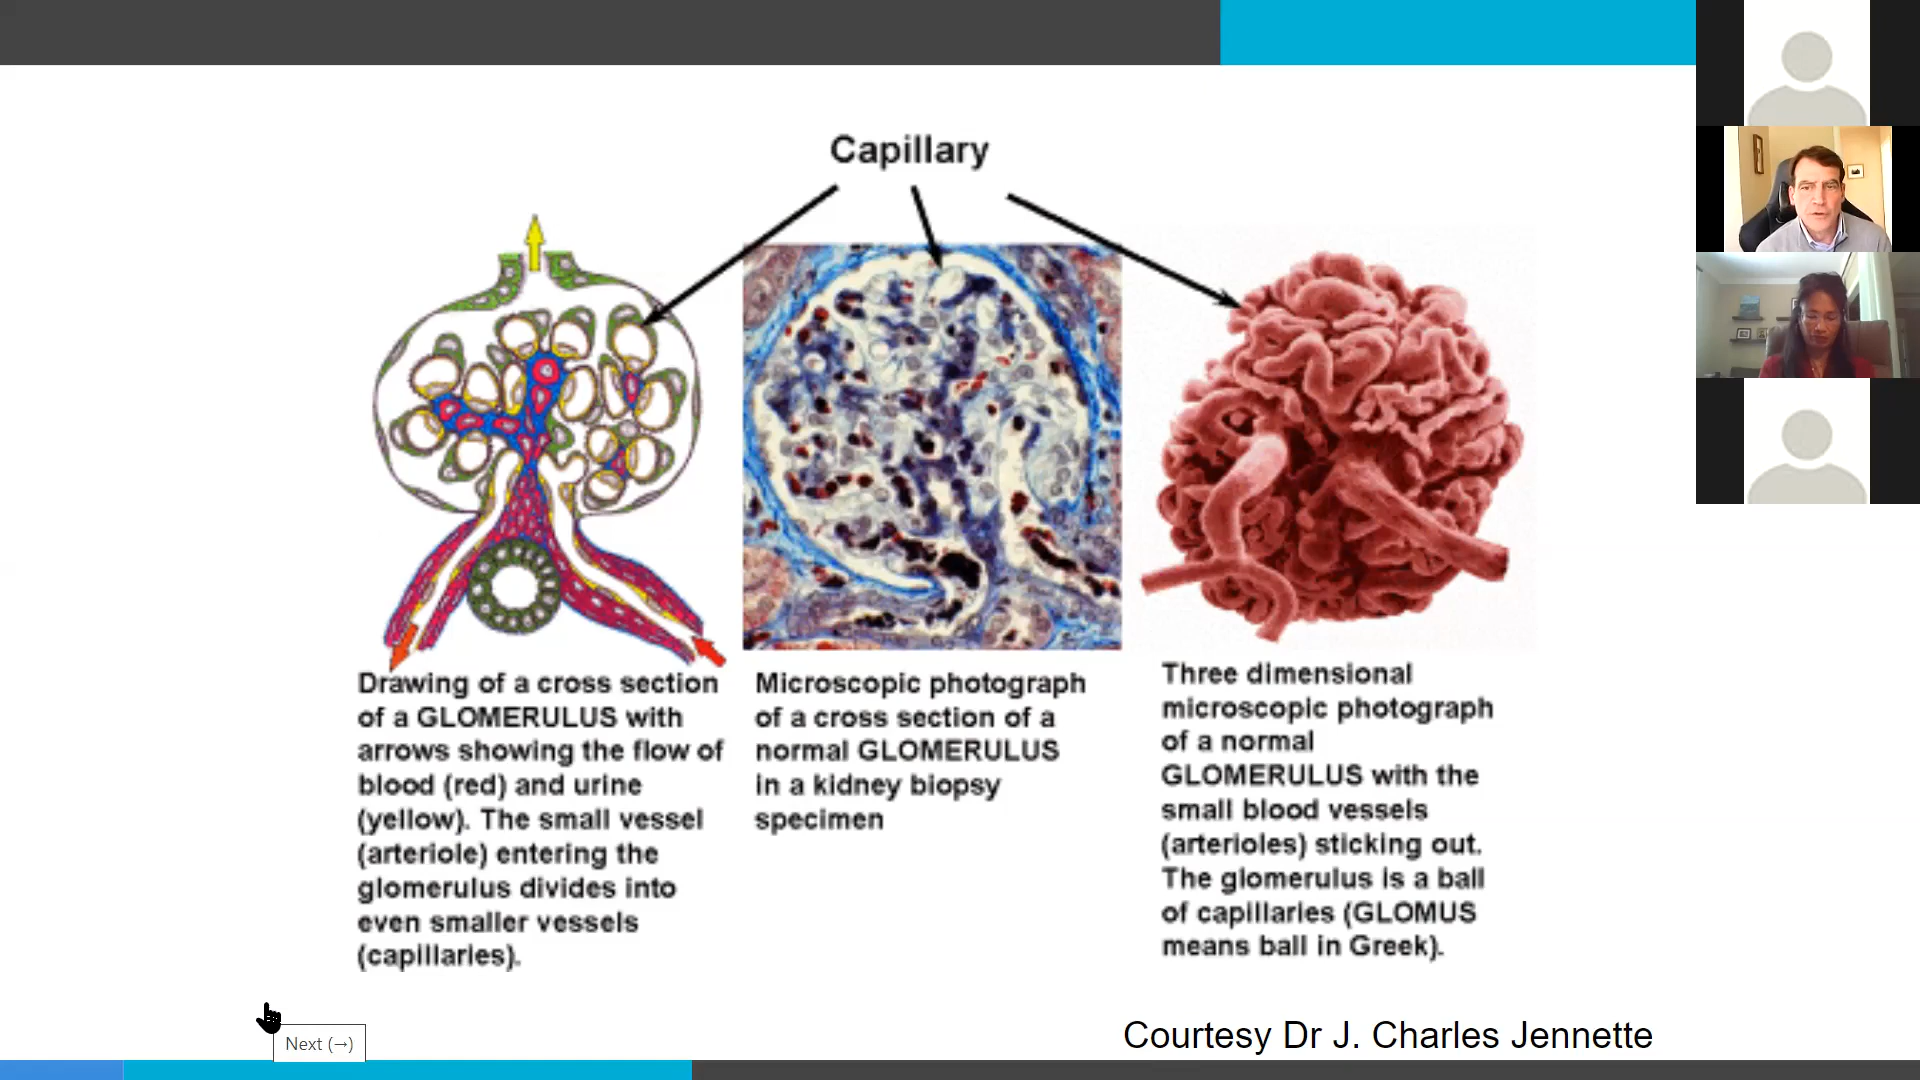 Capillary
Drawing of a cross section
of a GLOMERULUS with
arrows showing the flow of
blood (red) and urine
(yellow). The small vessel
(arteriole) entering the
glomerulus divides into
even smaller vessels
(capillaries).
Microscopic photograph
of a cross section of a
normal GLOMERULUS
in a kidney biopsy
specimen
Three dimensional
microscopic photograph
of a normal
GLOMERULUS with the
small blood vessels
(arterioles) sticking out.
The glomerulus is a ball
of capillaries (GLOMUS
means ball in Greek).
Courtesy Dr J. Charles Jennette
Next (→)